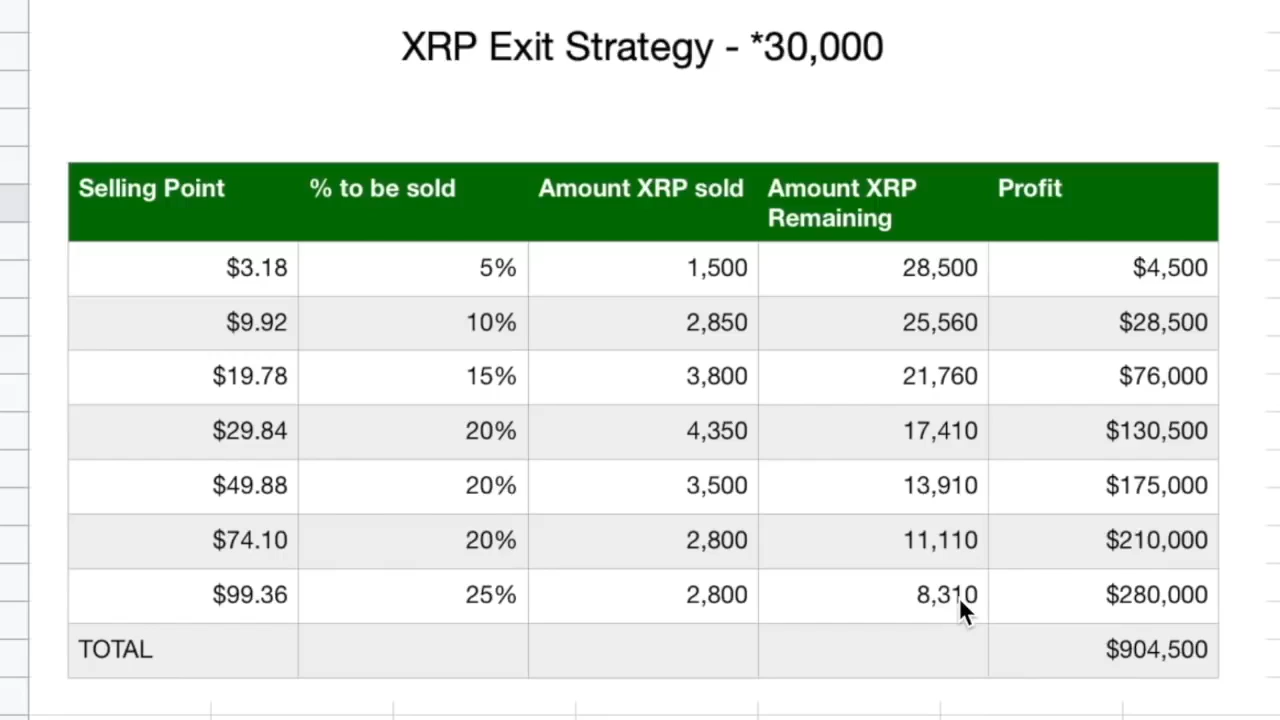 XRP Exit Strategy - *30,000
Selling Point % to be sold Amount XRP sold Amount XRP Remaining Profit
$3.18 5% 1,500 28,500 $4,500
$9.92 10% 2,850 25,560 $28,500
$19.78 15% 3,800 21,760 $76,000
$29.84 20% 4,350 17,410 $130,500
$49.88 20% 3,500 13,910 $175,000
$74.10 20% 2,800 11,110 $210,000
$99.36 25% 2,800 8,310 $280,000
TOTAL $904,500